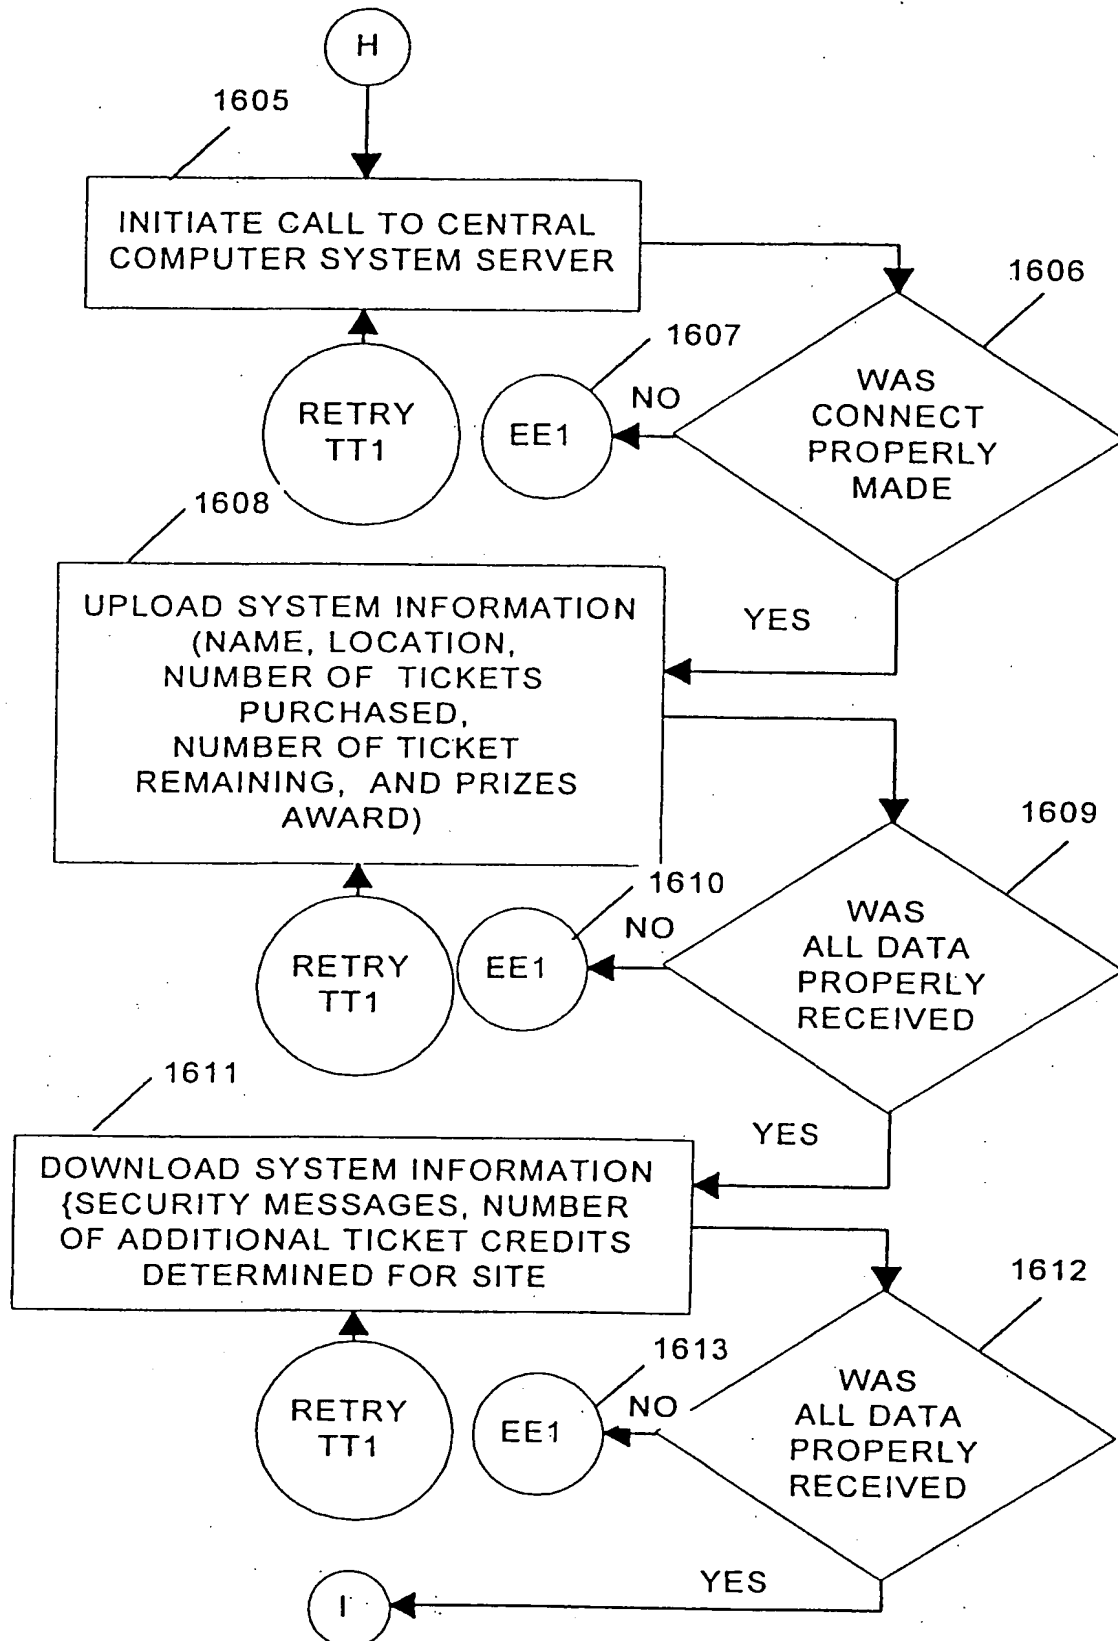 H
1605
INITIATE CALL TO CENTRAL
COMPUTER SYSTEM SERVER
1606
WAS
CONNECT
PROPERLY
MADE
1607
NO
EE1
RETRY
TT1
YES
1608
UPLOAD SYSTEM INFORMATION
(NAME, LOCATION,
NUMBER OF TICKETS
PURCHASED,
NUMBER OF TICKET
REMAINING, AND PRIZES
AWARD)
1609
WAS
ALL DATA
PROPERLY
RECEIVED
1610
NO
EE1
RETRY
TT1
YES
1611
DOWNLOAD SYSTEM INFORMATION
{SECURITY MESSAGES, NUMBER
OF ADDITIONAL TICKET CREDITS
DETERMINED FOR SITE
1612
WAS
ALL DATA
PROPERLY
RECEIVED
1613
NO
EE1
RETRY
TT1
YES
I